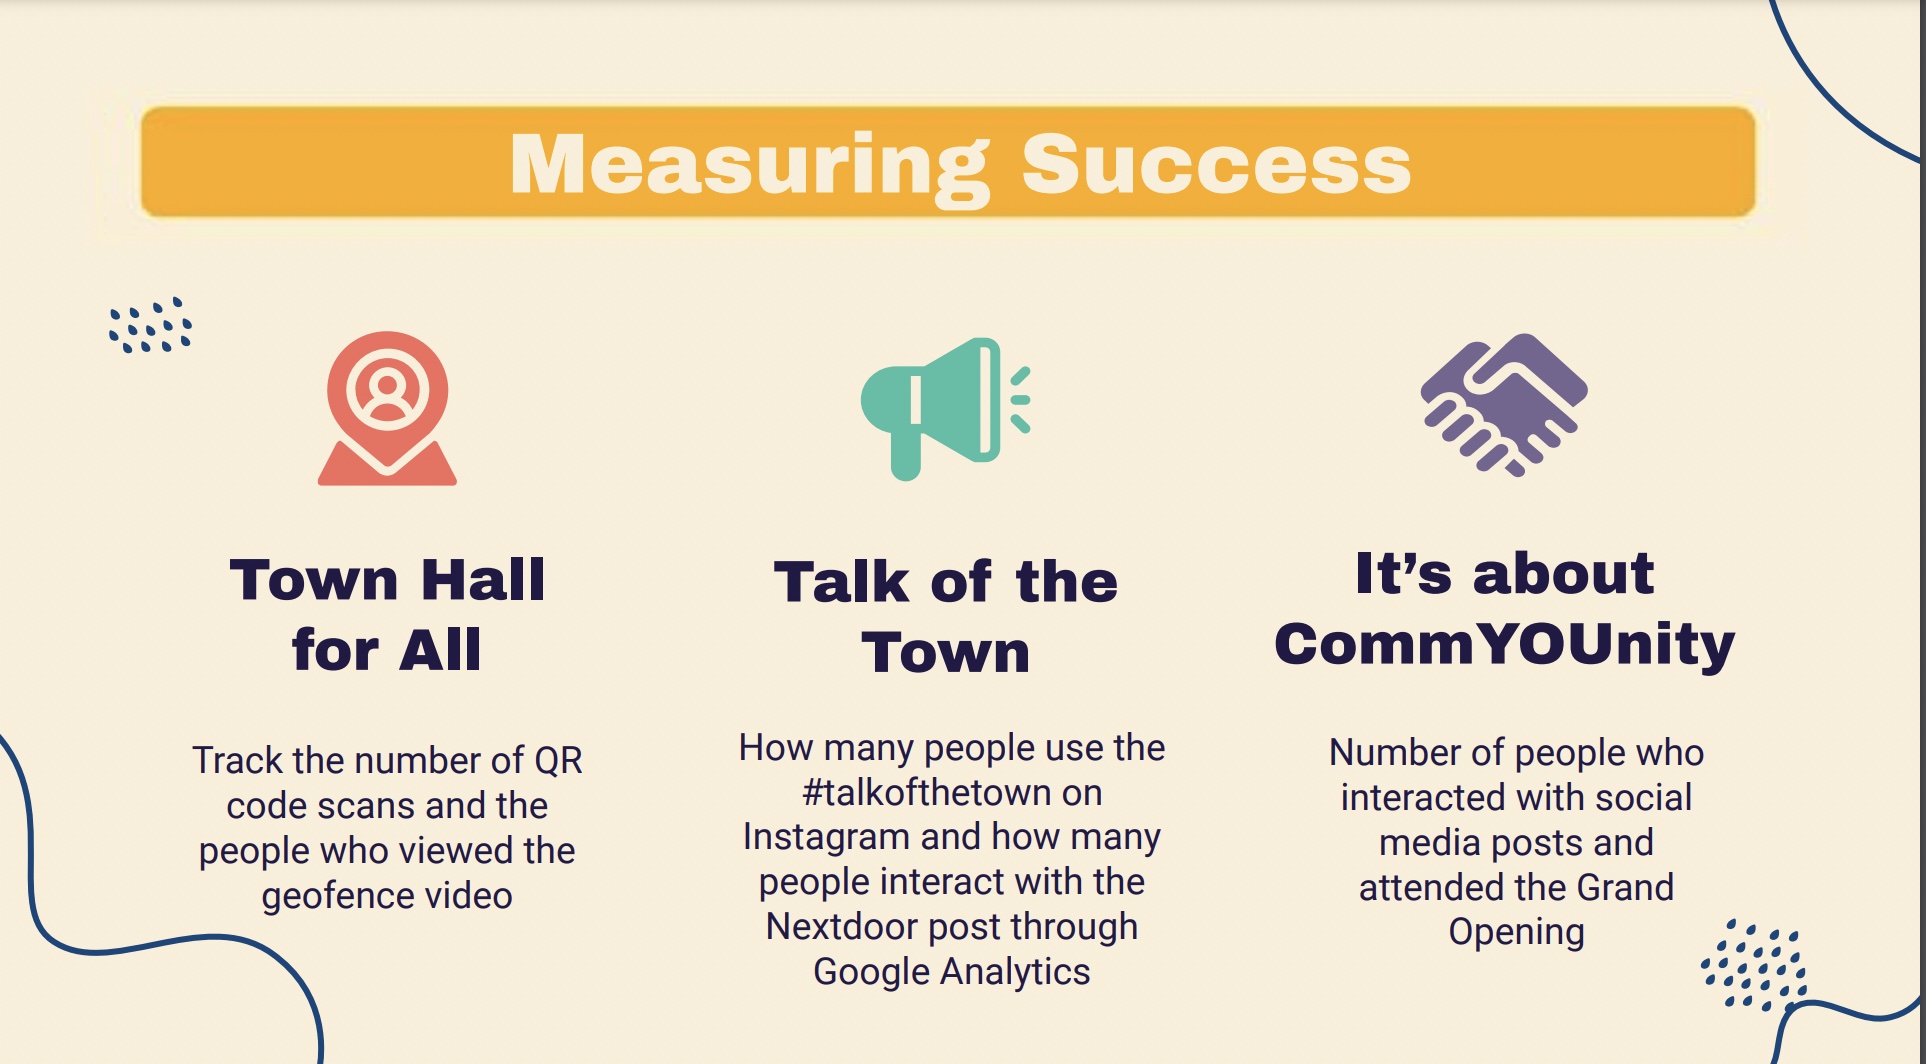 Measuring Success
Town Hall
for All
Track the number of QR
code scans and the
people who viewed the
geofence video
Talk of the
Town
How many people use the
#talkofthetown on
Instagram and how many
people interact with the
Nextdoor post through
Google Analytics
It’s about
CommYOUnity
Number of people who
interacted with social
media posts and
attended the Grand
Opening